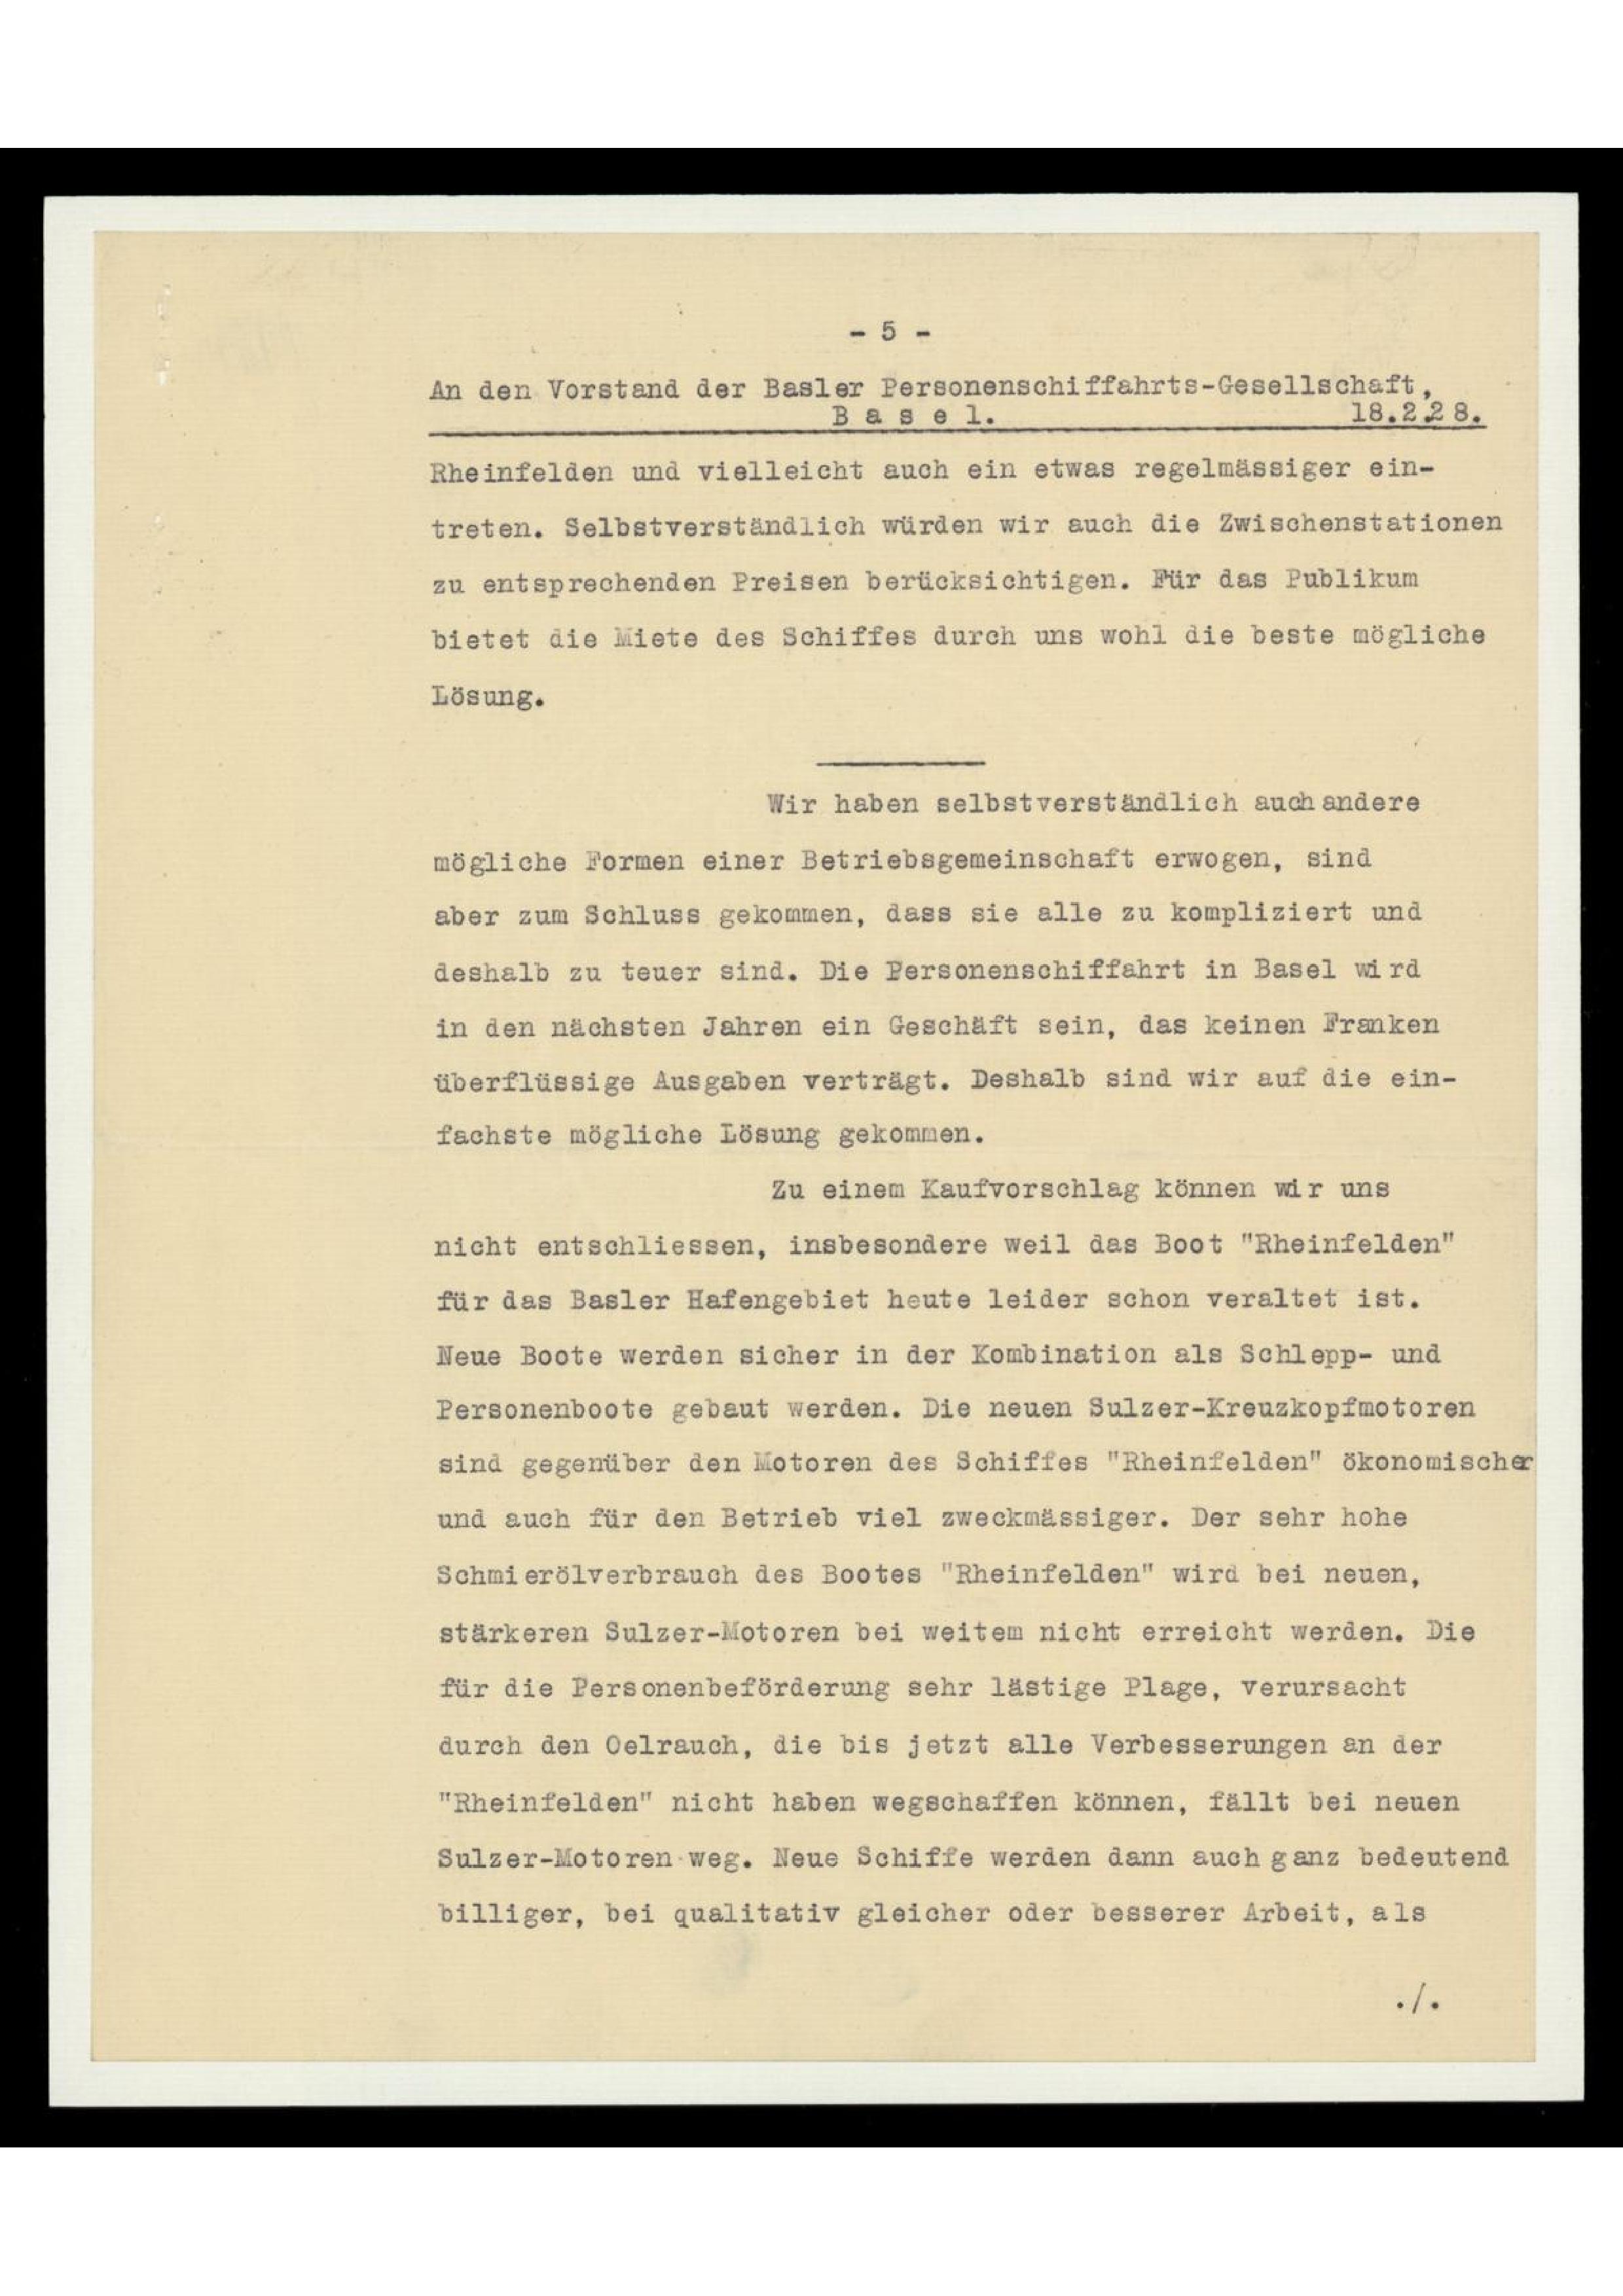 - 5 -
An den Vorstand der Basler Personenschiffahrts-Gesellschaft,
B a s e l. 18.2.28.
Rheinfelden und vielleicht auch ein etwas regelmässiger ein-
treten. Selbstverständlich würden wir auch die Zwischenstationen
zu entsprechenden Preisen berücksichtigen. Für das Publikum
bietet die Miete des Schiffes durch uns wohl die beste mögliche
Lösung.
Wir haben selbstverständlich auch andere
mögliche Formen einer Betriebsgemeinschaft erwogen, sind
aber zum Schluss gekommen, dass sie alle zu kompliziert und
deshalb zu teuer sind. Die Personenschiffahrt in Basel wird
in den nächsten Jahren ein Geschäft sein, das keinen Franken
überflüssige Ausgaben verträgt. Deshalb sind wir auf die ein-
fachste mögliche Lösung gekommen.
Zu einem Kaufvorschlag können wir uns
nicht entschliessen, insbesondere weil das Boot "Rheinfelden"
für das Basler Hafengebiet heute leider schon veraltet ist.
Neue Boote werden sicher in der Kombination als Schlepp- und
Personenboote gebaut werden. Die neuen Sulzer-Kreuzkopfmotoren
sind gegenüber den Motoren des Schiffes "Rheinfelden" ökonomischer
und auch für den Betrieb viel zweckmässiger. Der sehr hohe
Schmierölverbrauch des Bootes "Rheinfelden" wird bei neuen,
stärkeren Sulzer-Motoren bei weitem nicht erreicht werden. Die
für die Personenbeförderung sehr lästige Plage, verursacht
durch den Oelrauch, die bis jetzt alle Verbesserungen an der
"Rheinfelden" nicht haben wegschaffen können, fällt bei neuen
Sulzer-Motoren weg. Neue Schiffe werden dann auch ganz bedeutend
billiger, bei qualitativ gleicher oder besserer Arbeit, als
./.